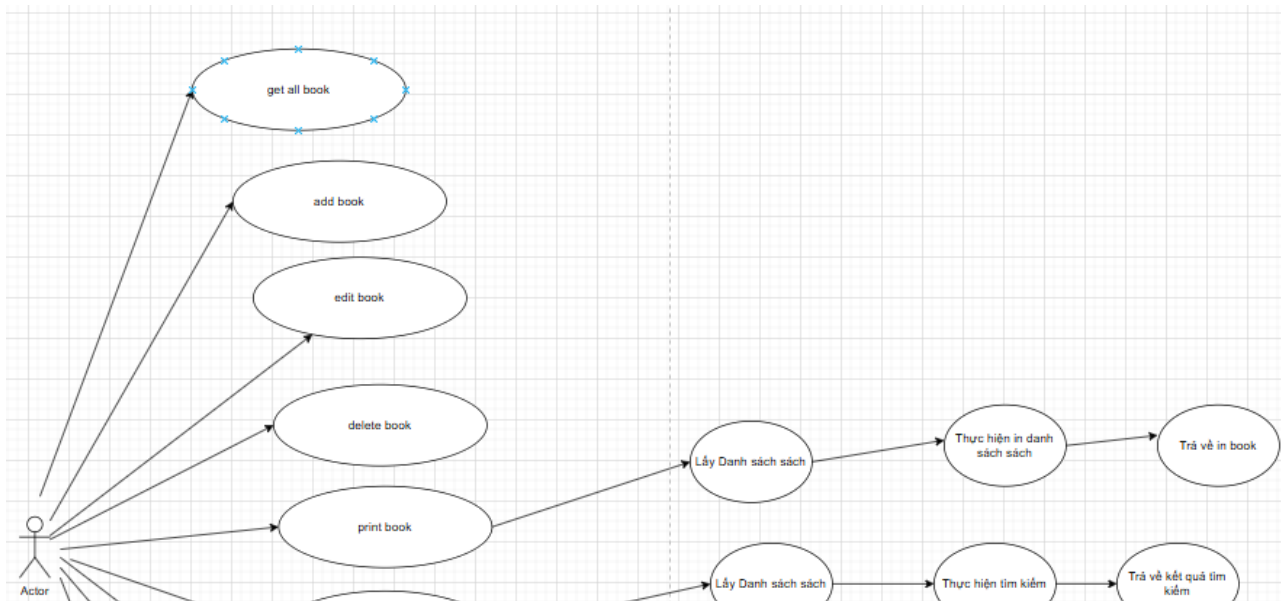 get all book
add book
edit book
delete book
Lấy Danh sách sách
Thực hiện in danh
sách sách
Trả về in book
print book
Actor
Lấy Danh sách sách
Thực hiện tìm kiếm
Trả về kết quả tìm
kiếm